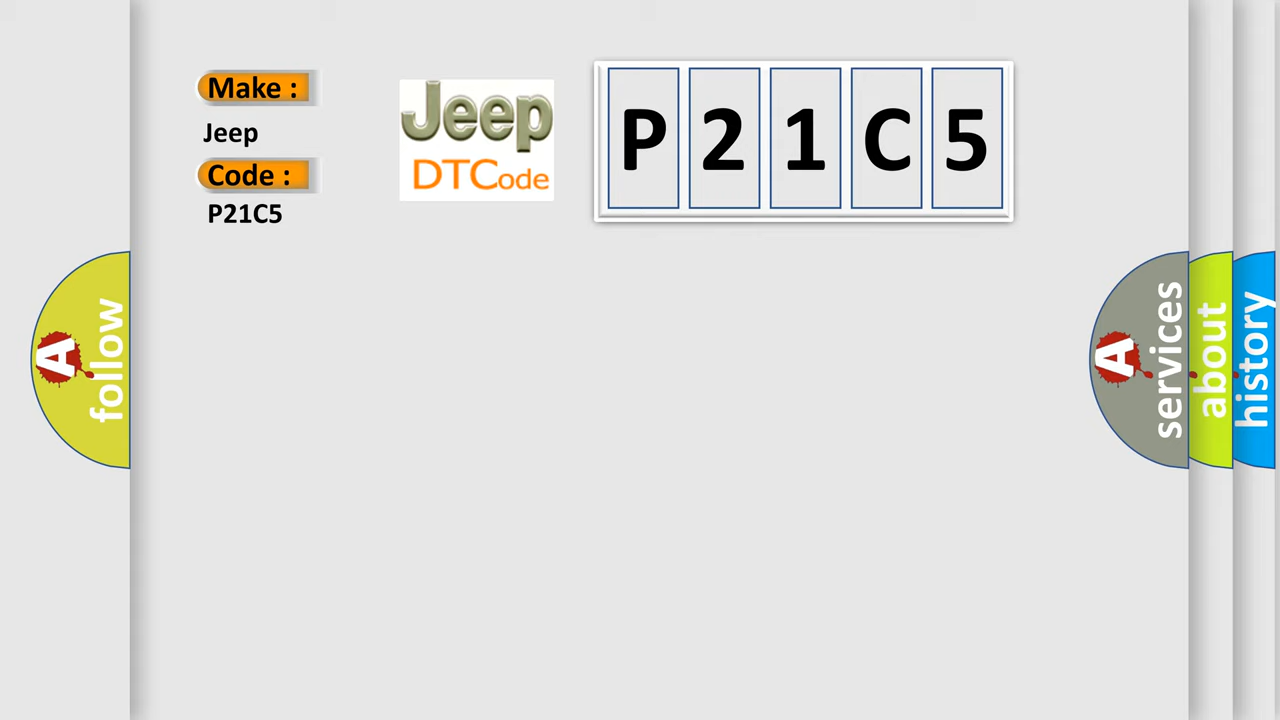 Make :
Jeep
Code :
P21C5
Jeep
DTCode
P 2 1 C 5
A follow
A services
about
history